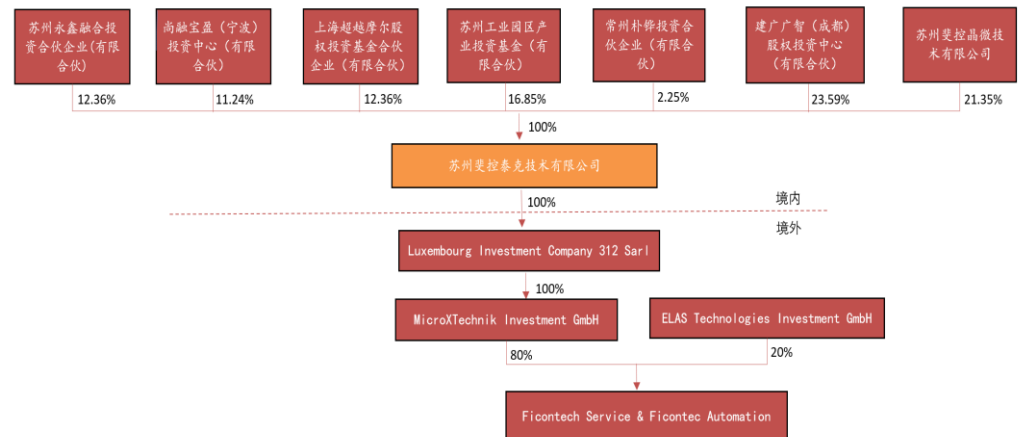 苏州永鑫融合投
资合伙企业(有限
合伙)
尚融宝盈（宁波）
投资中心（有限
合伙）
上海超越摩尔股
权投资基金合伙
企业（有限合伙）
苏州工业园区产
业投资基金（有
限合伙）
常州朴铧投资合
伙企业（有限合
伙）
建广广智（成都）
股权投资中心
（有限合伙）
苏州斐控晶微技
术有限公司
12.36%
11.24%
12.36%
16.85%
2.25%
23.59%
21.35%
100%
苏州斐控泰克技术有限公司
100%
境内
境外
Luxembourg Investment Company 312 Sarl
100%
MicroXTechnik Investment GmbH
ELAS Technologies Investment GmbH
80%
20%
Ficontech Service & Ficontec Automation